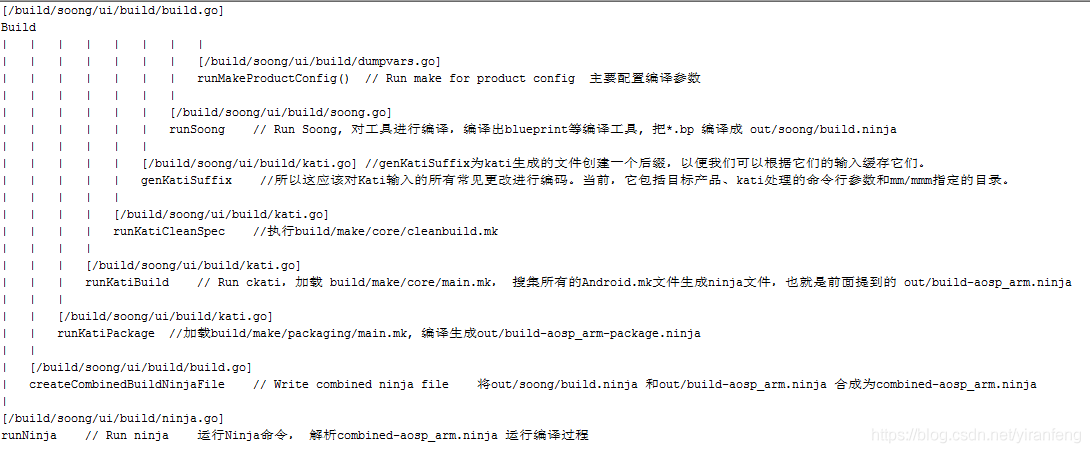 [/build/soong/ui/build/build.go]
Build
| | | | | | | |
| | | | | | | [/build/soong/ui/build/dumpvars.go]
| | | | | | | runMakeProductConfig() // Run make for product config 主要配置编译参数
| | | | | | |
| | | | | | [/build/soong/ui/build/soong.go]
| | | | | | runSoong // Run Soong, 对工具进行编译，编译出blueprint等编译工具, 把*.bp 编译成 out/soong/build.ninja
| | | | | |
| | | | | [/build/soong/ui/build/kati.go] //genKatiSuffix为kati生成的文件创建一个后缀，以便我们可以根据它们的输入缓存它们。
| | | | | genKatiSuffix //所以这应该对Kati输入的所有常见更改进行编码。当前，它包括目标产品、kati处理的命令行参数和mm/mmm指定的目录。
| | | | |
| | | | [/build/soong/ui/build/kati.go]
| | | | runKatiCleanSpec //执行build/make/core/cleanbuild.mk
| | | |
| | | [/build/soong/ui/build/kati.go]
| | | runKatiBuild // Run ckati，加载 build/make/core/main.mk， 搜集所有的Android.mk文件生成ninja文件，也就是前面提到的 out/build-aosp_arm.ninja
| | |
| | [/build/soong/ui/build/kati.go]
| | runKatiPackage //加载build/make/packaging/main.mk, 编译生成out/build-aosp_arm-package.ninja
| |
| [/build/soong/ui/build/build.go]
| createCombinedBuildNinjaFile // Write combined ninja file 将out/soong/build.ninja 和out/build-aosp_arm.ninja 合成为combined-aosp_arm.ninja
|
[/build/soong/ui/build/ninja.go]
runNinja // Run ninja 运行Ninja命令， 解析combined-aosp_arm.ninja 运行编译过程
https://blog.csdn.net/yiranfeng